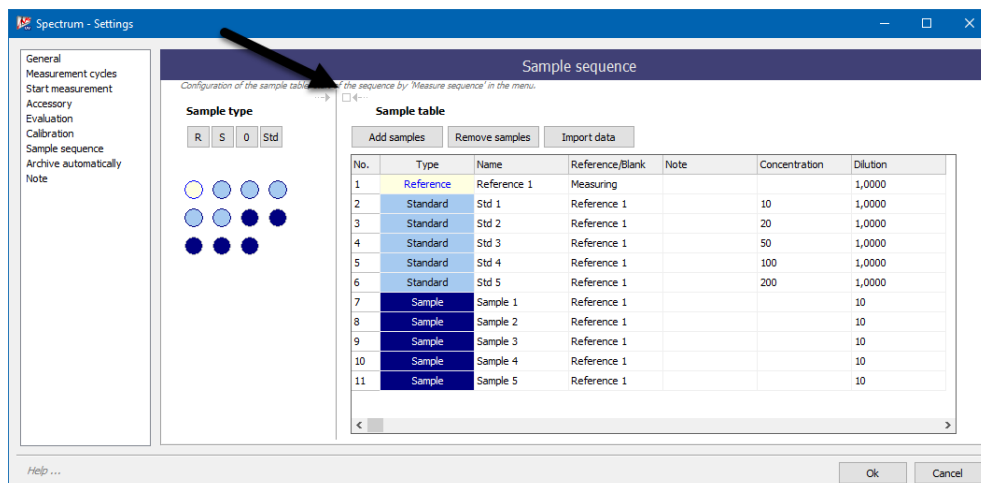 Spectrum - Settings
General
Measurement cycles
Start measurement
Accessory
Evaluation
Calibration
Sample sequence
Archive automatically
Note
Sample sequence
Configuration of the sample table of the sequence by 'Measure sequence' in the menu.
Sample type
R S 0 Std
Sample table
Add samples Remove samples Import data
No. Type Name Reference/Blank Note Concentration Dilution
1 Reference Reference 1 Measuring 1,0000
2 Standard Std 1 Reference 1 10 1,0000
3 Standard Std 2 Reference 1 20 1,0000
4 Standard Std 3 Reference 1 50 1,0000
5 Standard Std 4 Reference 1 100 1,0000
6 Standard Std 5 Reference 1 200 1,0000
7 Sample Sample 1 Reference 1 10
8 Sample Sample 2 Reference 1 10
9 Sample Sample 3 Reference 1 10
10 Sample Sample 4 Reference 1 10
11 Sample Sample 5 Reference 1 10
Help ...
Ok Cancel